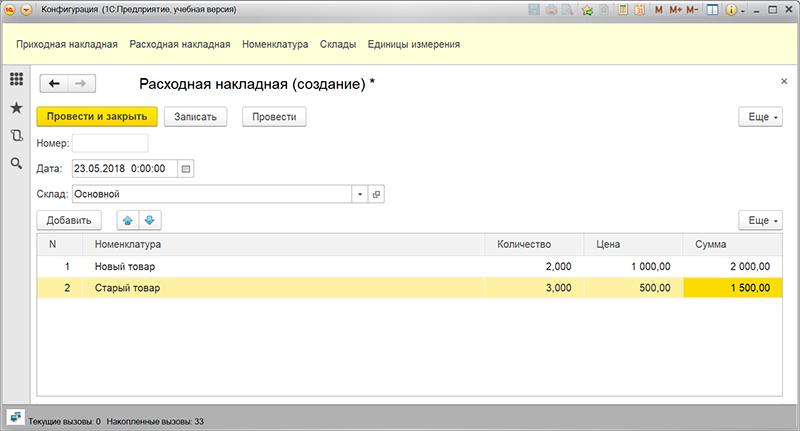 Конфигурация (1С:Предприятие, учебная версия) M M+ M-
Приходная накладная Расходная накладная Номенклатура Склады Единицы измерения
Расходная накладная (создание) *
Провести и закрыть Записать Провести Еще
Номер:
Дата: 23.05.2018 0:00:00
Склад: Основной
Добавить Еще
N Номенклатура Количество Цена Сумма
1 Новый товар 2,000 1 000,00 2 000,00
2 Старый товар 3,000 500,00 1 500,00
Текущие вызовы: 0 Накопленные вызовы: 33